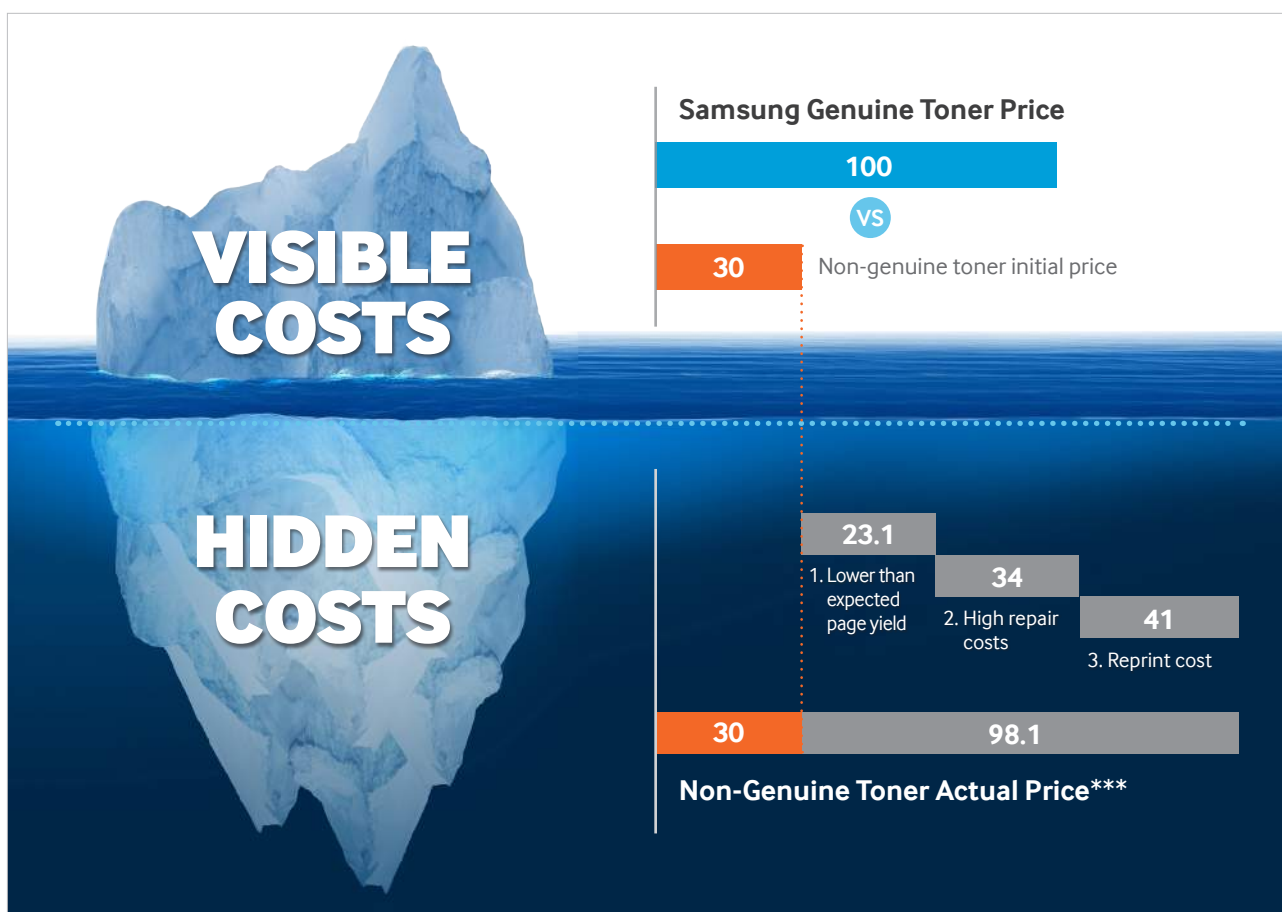 VISIBLE
COSTS
Samsung Genuine Toner Price
100
VS
30
Non-genuine toner initial price
HIDDEN
COSTS
23.1
1. Lower than
expected
page yield
34
2. High repair
costs
41
3. Reprint cost
30
98.1
Non-Genuine Toner Actual Price***